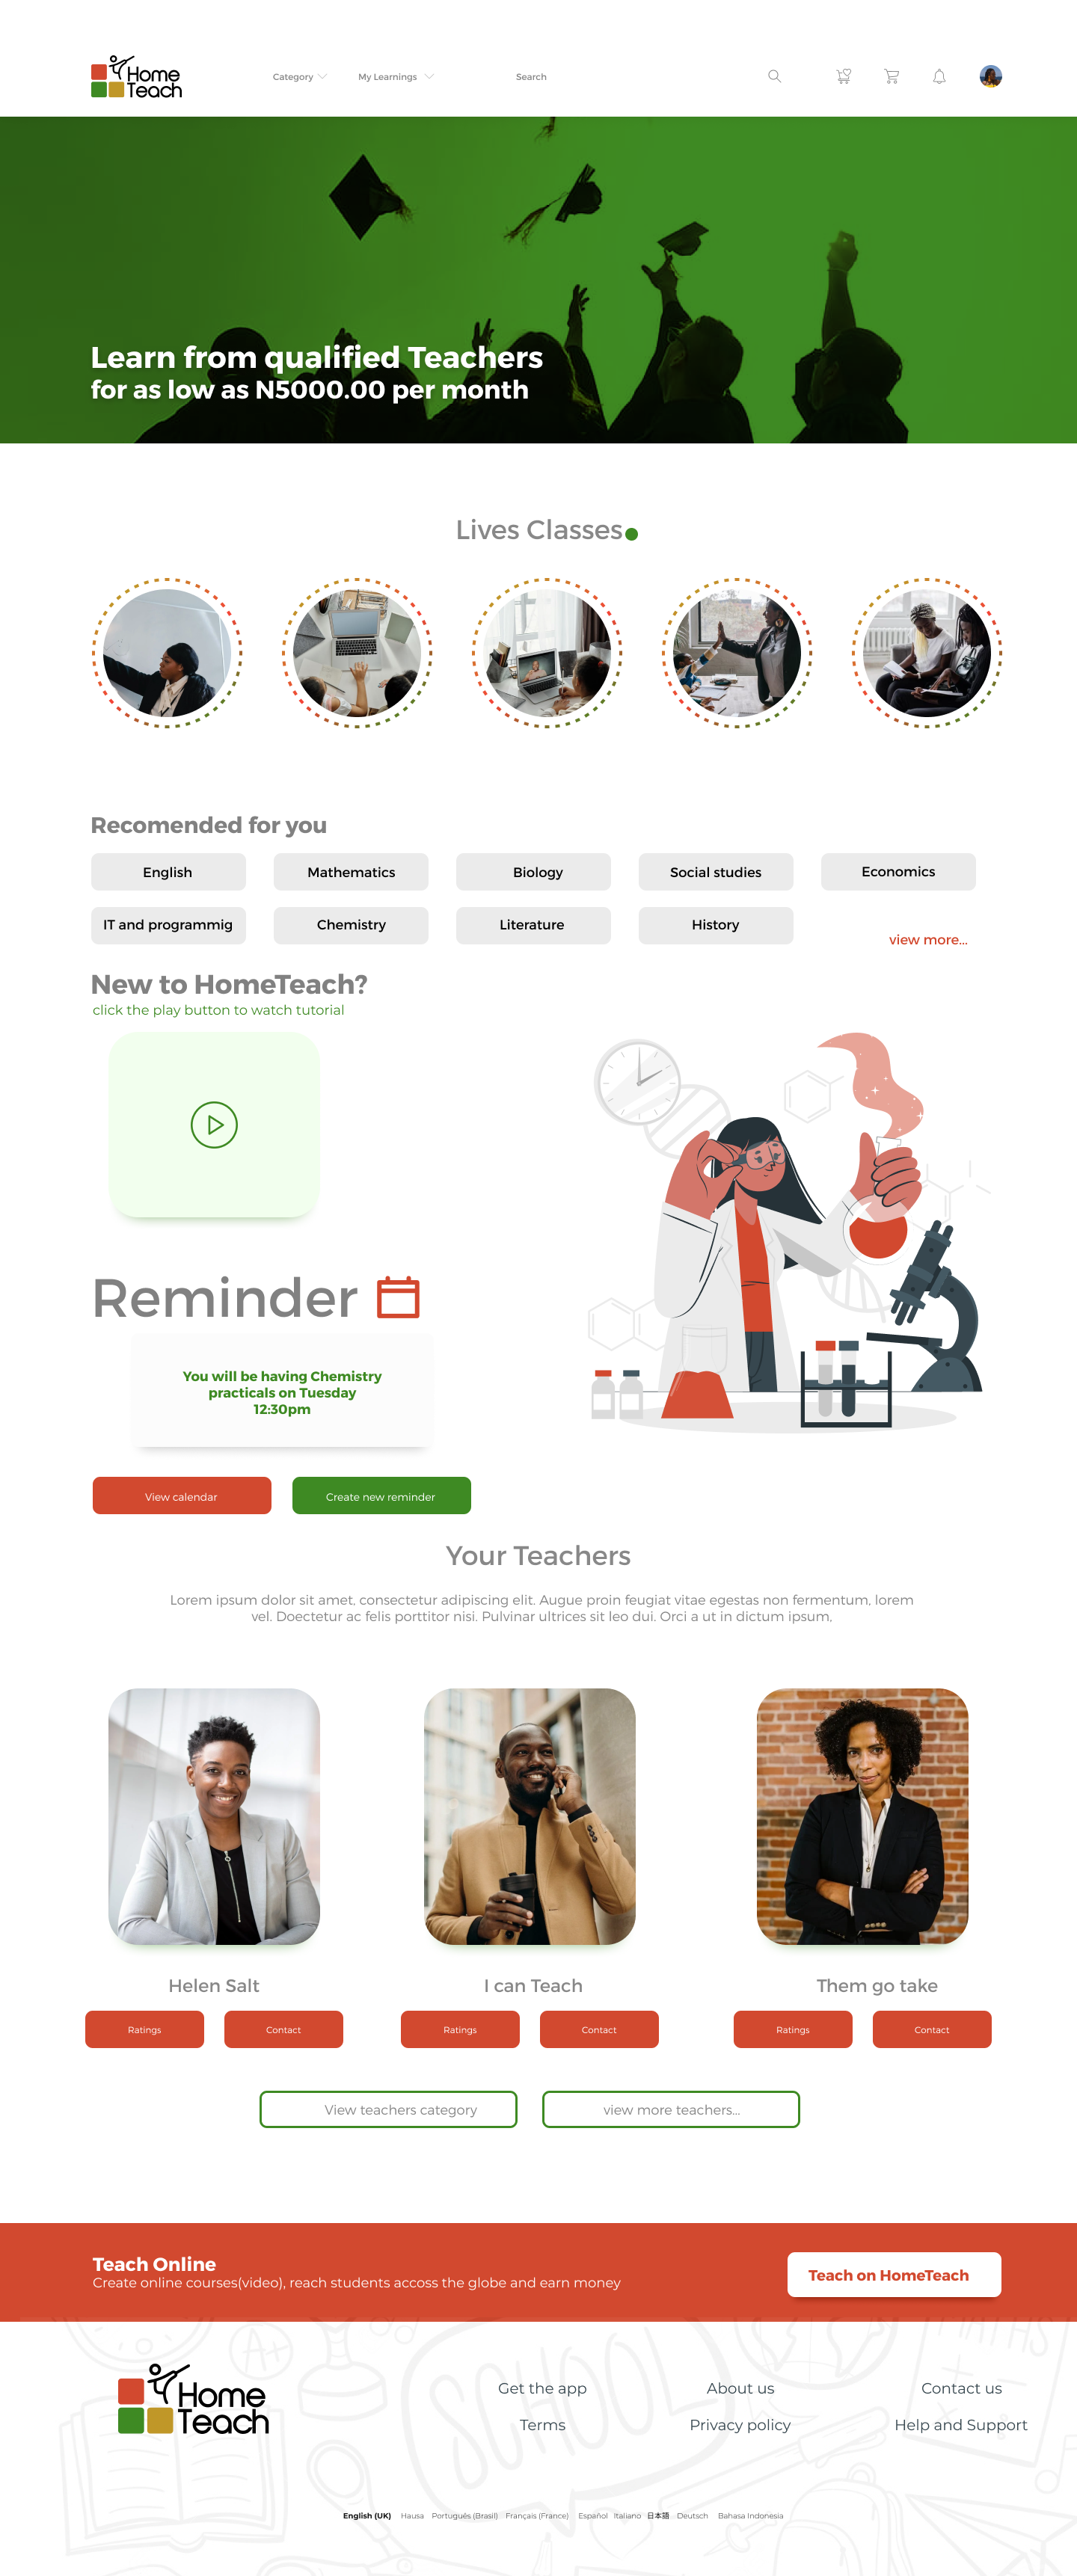 Home
Teach
Category
My Learnings
Search
Learn from qualified Teachers
for as low as N5000.00 per month
Lives Classes
Recomended for you
English
Mathematics
Biology
Social studies
Economics
IT and programmig
Chemistry
Literature
History
view more...
New to HomeTeach?
click the play button to watch tutorial
Reminder
You will be having Chemistry
practicals on Tuesday
12:30pm
View calendar
Create new reminder
Your Teachers
Lorem ipsum dolor sit amet, consectetur adipiscing elit. Augue proin feugiat vitae egestas non fermentum, lorem
vel. Doectetur ac felis porttitor nisi. Pulvinar ultrices sit leo dui. Orci a ut in dictum ipsum,
Helen Salt
I can Teach
Them go take
Ratings
Contact
Ratings
Contact
Ratings
Contact
View teachers category
view more teachers...
Teach Online
Create online courses(video), reach students accoss the globe and earn money
Teach on HomeTeach
Home
Teach
Get the app
About us
Contact us
Terms
Privacy policy
Help and Support
English (UK) Hausa Português (Brasil) Français (France) Español Italiano 日本語 Deutsch Bahasa Indonesia